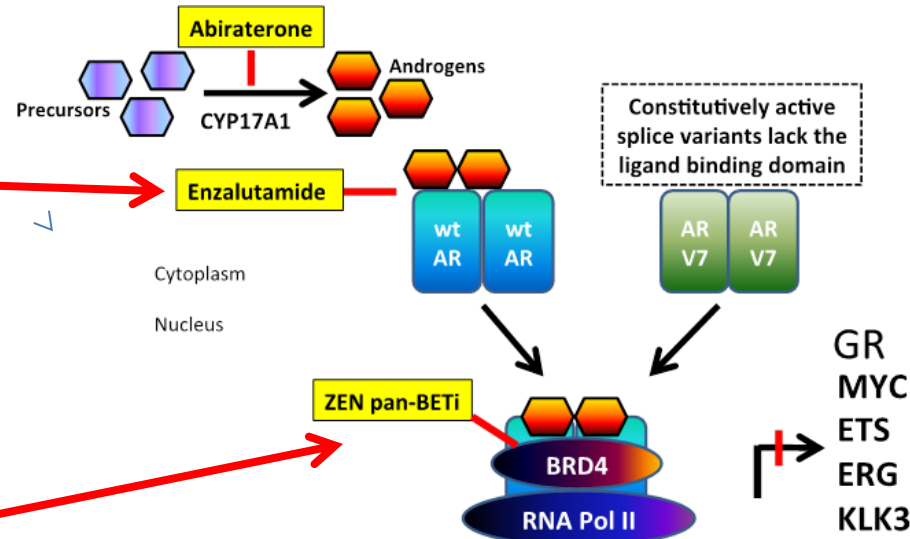 Abiraterone
Precursors
CYP17A1
Androgens
Constitutively active
splice variants lack the
ligand binding domain
Enzalutamide
wt
AR
wt
AR
AR
V7
AR
V7
Cytoplasm
Nucleus
ZEN pan-BETi
BRD4
RNA Pol II
GR
MYC
ETS
ERG
KLK3